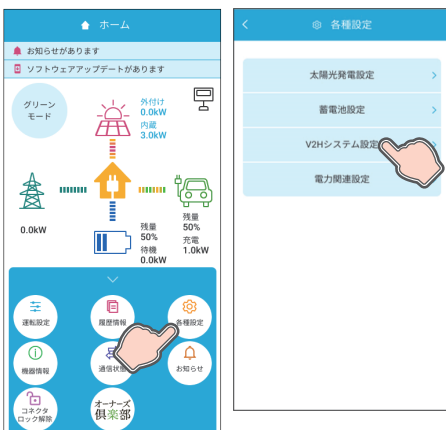 ホーム
お知らせがあります
ソフトウェアアップデートがあります
グリーン
モード
外付け
0.0kW
内蔵
3.0kW
0.0kW
残量
50%
待機
0.0kW
残量
50%
充電
1.0kW
運転設定
履歴情報
各種設定
機器情報
通信状態
お知らせ
コネクタ
ロック解除
オーナーズ
倶楽部
各種設定
太陽光発電設定
蓄電池設定
V2Hシステム設定
電力関連設定